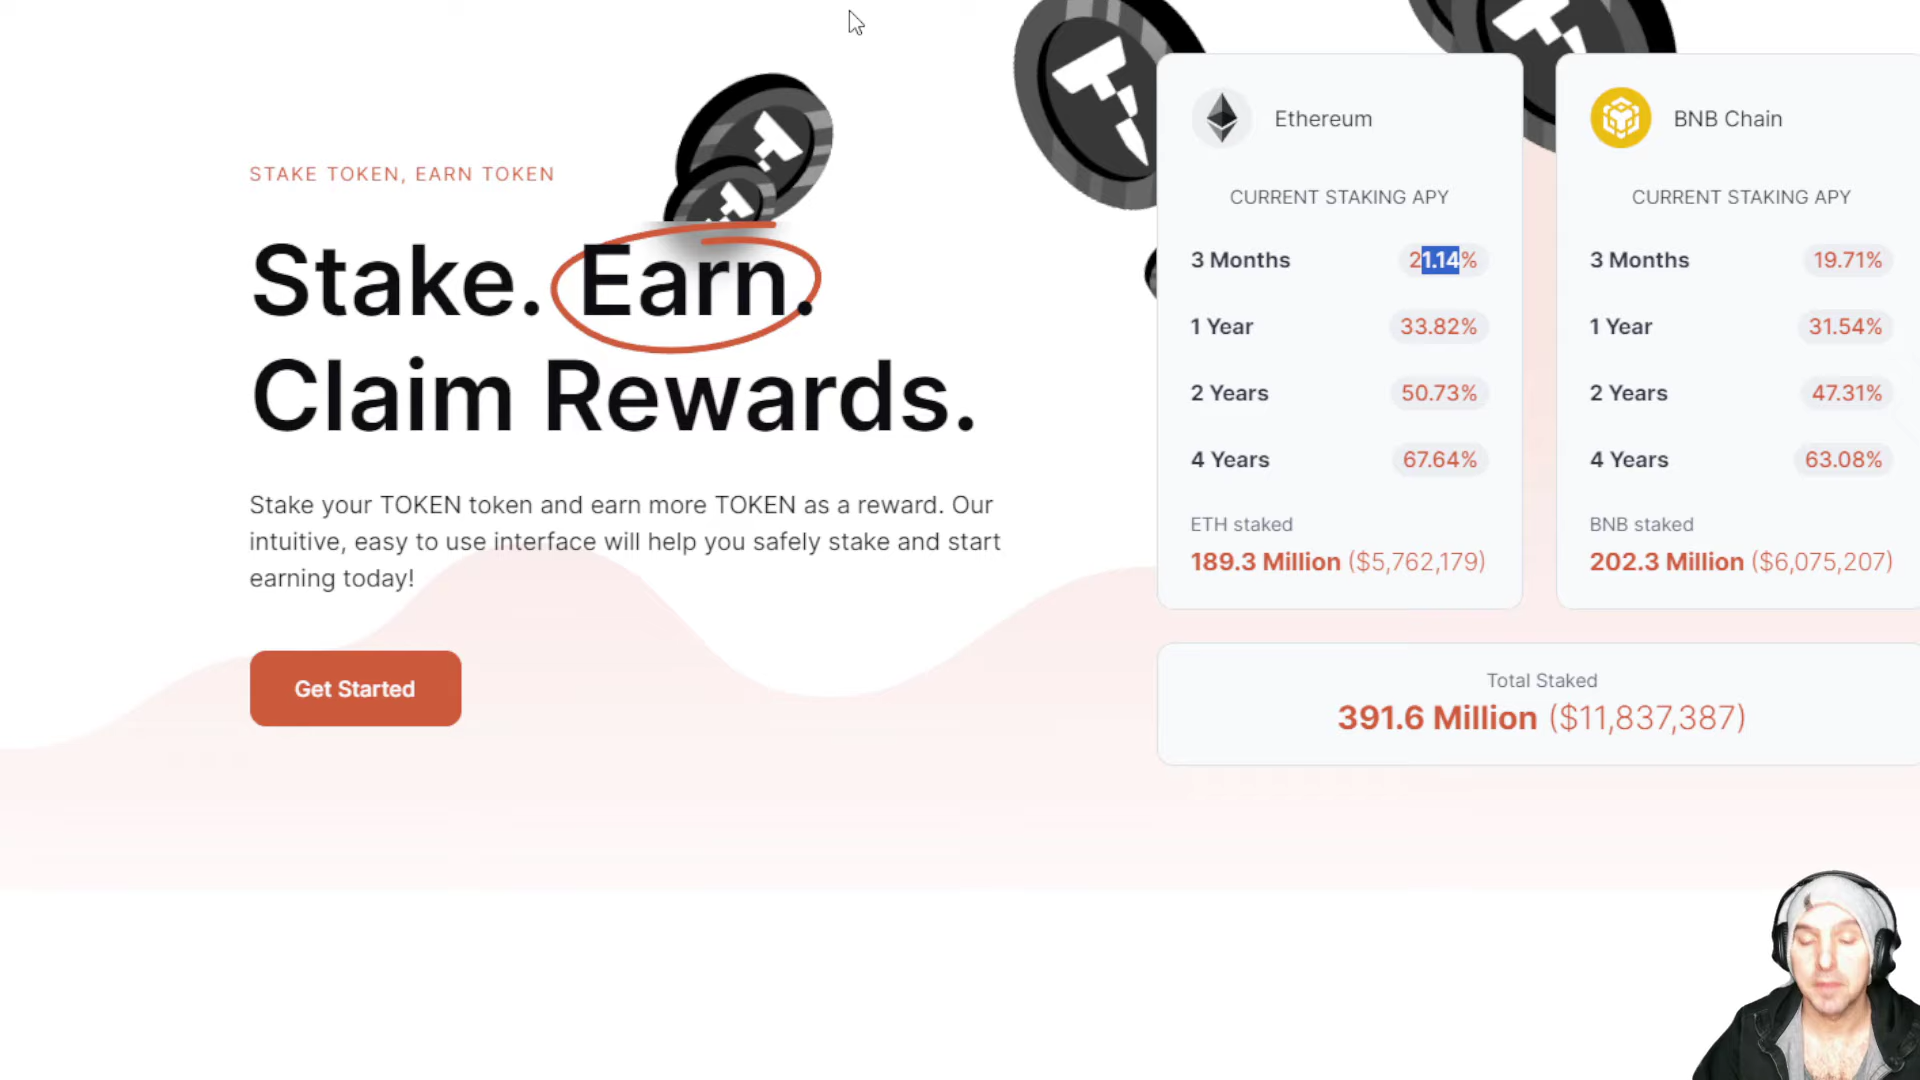 STAKE TOKEN, EARN TOKEN
Stake. Earn.
Claim Rewards.
Stake your TOKEN token and earn more TOKEN as a reward. Our
intuitive, easy to use interface will help you safely stake and start
earning today!
Get Started
Ethereum
CURRENT STAKING APY
3 Months 21.14%
1 Year 33.82%
2 Years 50.73%
4 Years 67.64%
ETH staked
189.3 Million ($5,762,179)
BNB Chain
CURRENT STAKING APY
3 Months 19.71%
1 Year 31.54%
2 Years 47.31%
4 Years 63.08%
BNB staked
202.3 Million ($6,075,207)
Total Staked
391.6 Million ($11,837,387)